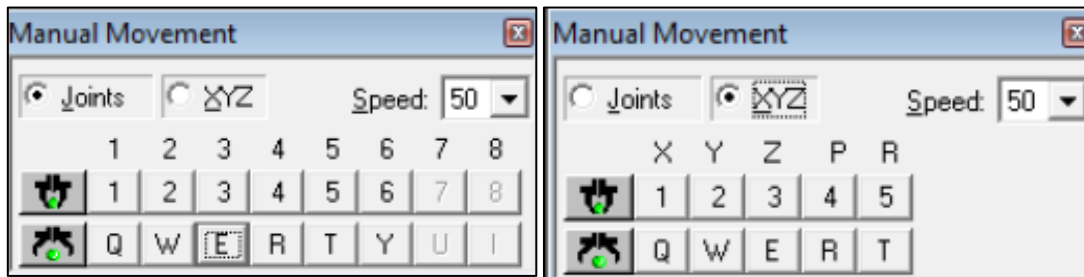 Manual Movement
Joints XYZ Speed: 50
1 2 3 4 5 6 7 8
1 2 3 4 5 6 7 8
Q W E R T Y U I
Manual Movement
Joints XYZ Speed: 50
X Y Z P R
1 2 3 4 5
Q W E R T